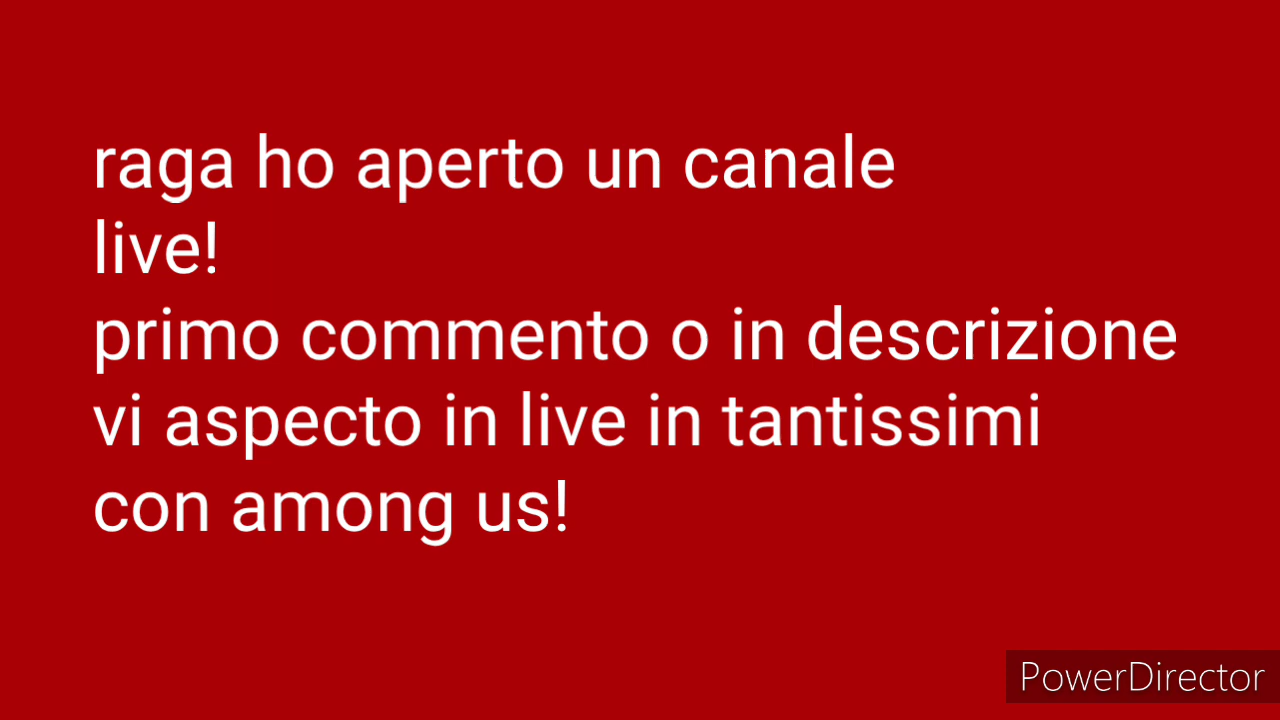 raga ho aperto un canale
live!
primo commento o in descrizione
vi aspecto in live in tantissimi
con among us!
PowerDirector